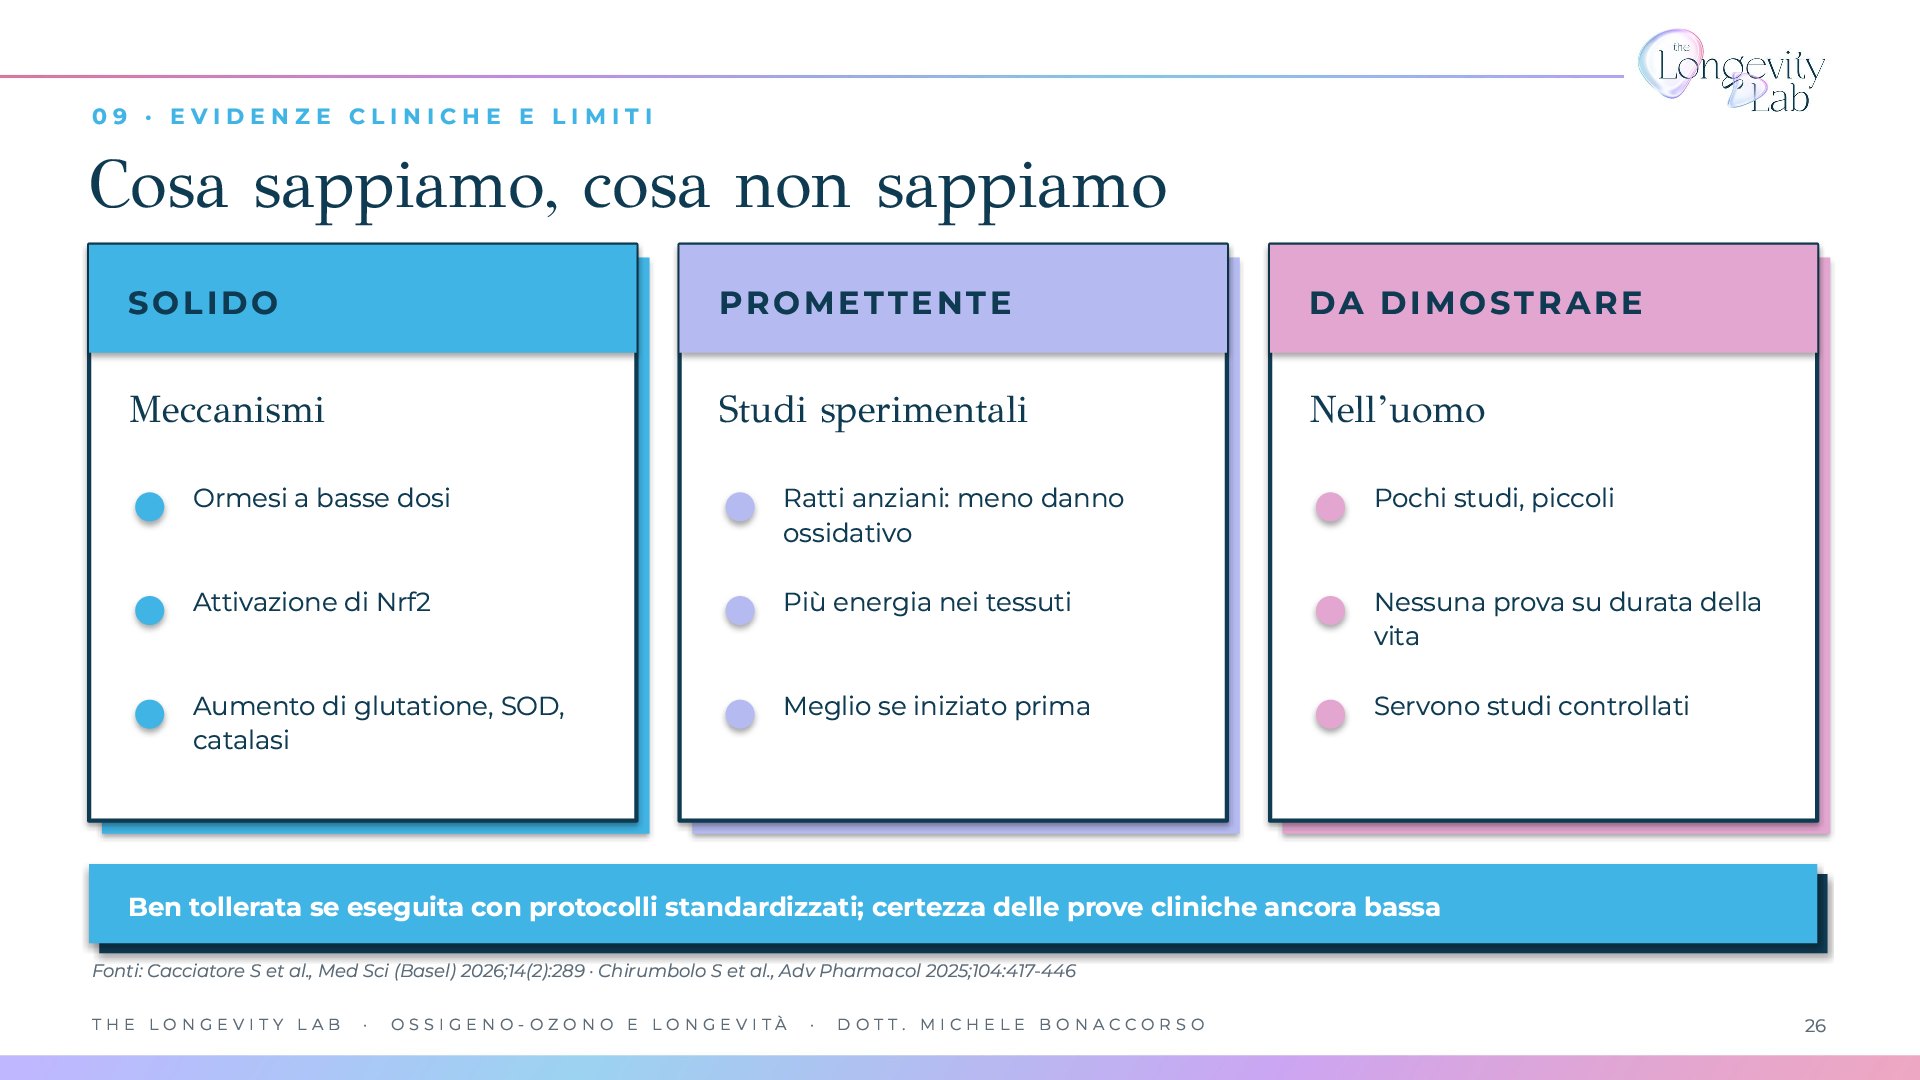 the
Longevity
Lab
09 · EVIDENZE CLINICHE E LIMITI
Cosa sappiamo, cosa non sappiamo
SOLIDO
Meccanismi
Ormesi a basse dosi
Attivazione di Nrf2
Aumento di glutatione, SOD,
catalasi
PROMETTENTE
Studi sperimentali
Ratti anziani: meno danno
ossidativo
Più energia nei tessuti
Meglio se iniziato prima
DA DIMOSTRARE
Nell’uomo
Pochi studi, piccoli
Nessuna prova su durata della
vita
Servono studi controllati
Ben tollerata se eseguita con protocolli standardizzati; certezza delle prove cliniche ancora bassa
Fonti: Cacciatore S et al., Med Sci (Basel) 2026;14(2):289 · Chirumbolo S et al., Adv Pharmacol 2025;104:417-446
THE LONGEVITY LAB · OSSIGENO-OZONO E LONGEVITÀ · DOTT. MICHELE BONACCORSO
26